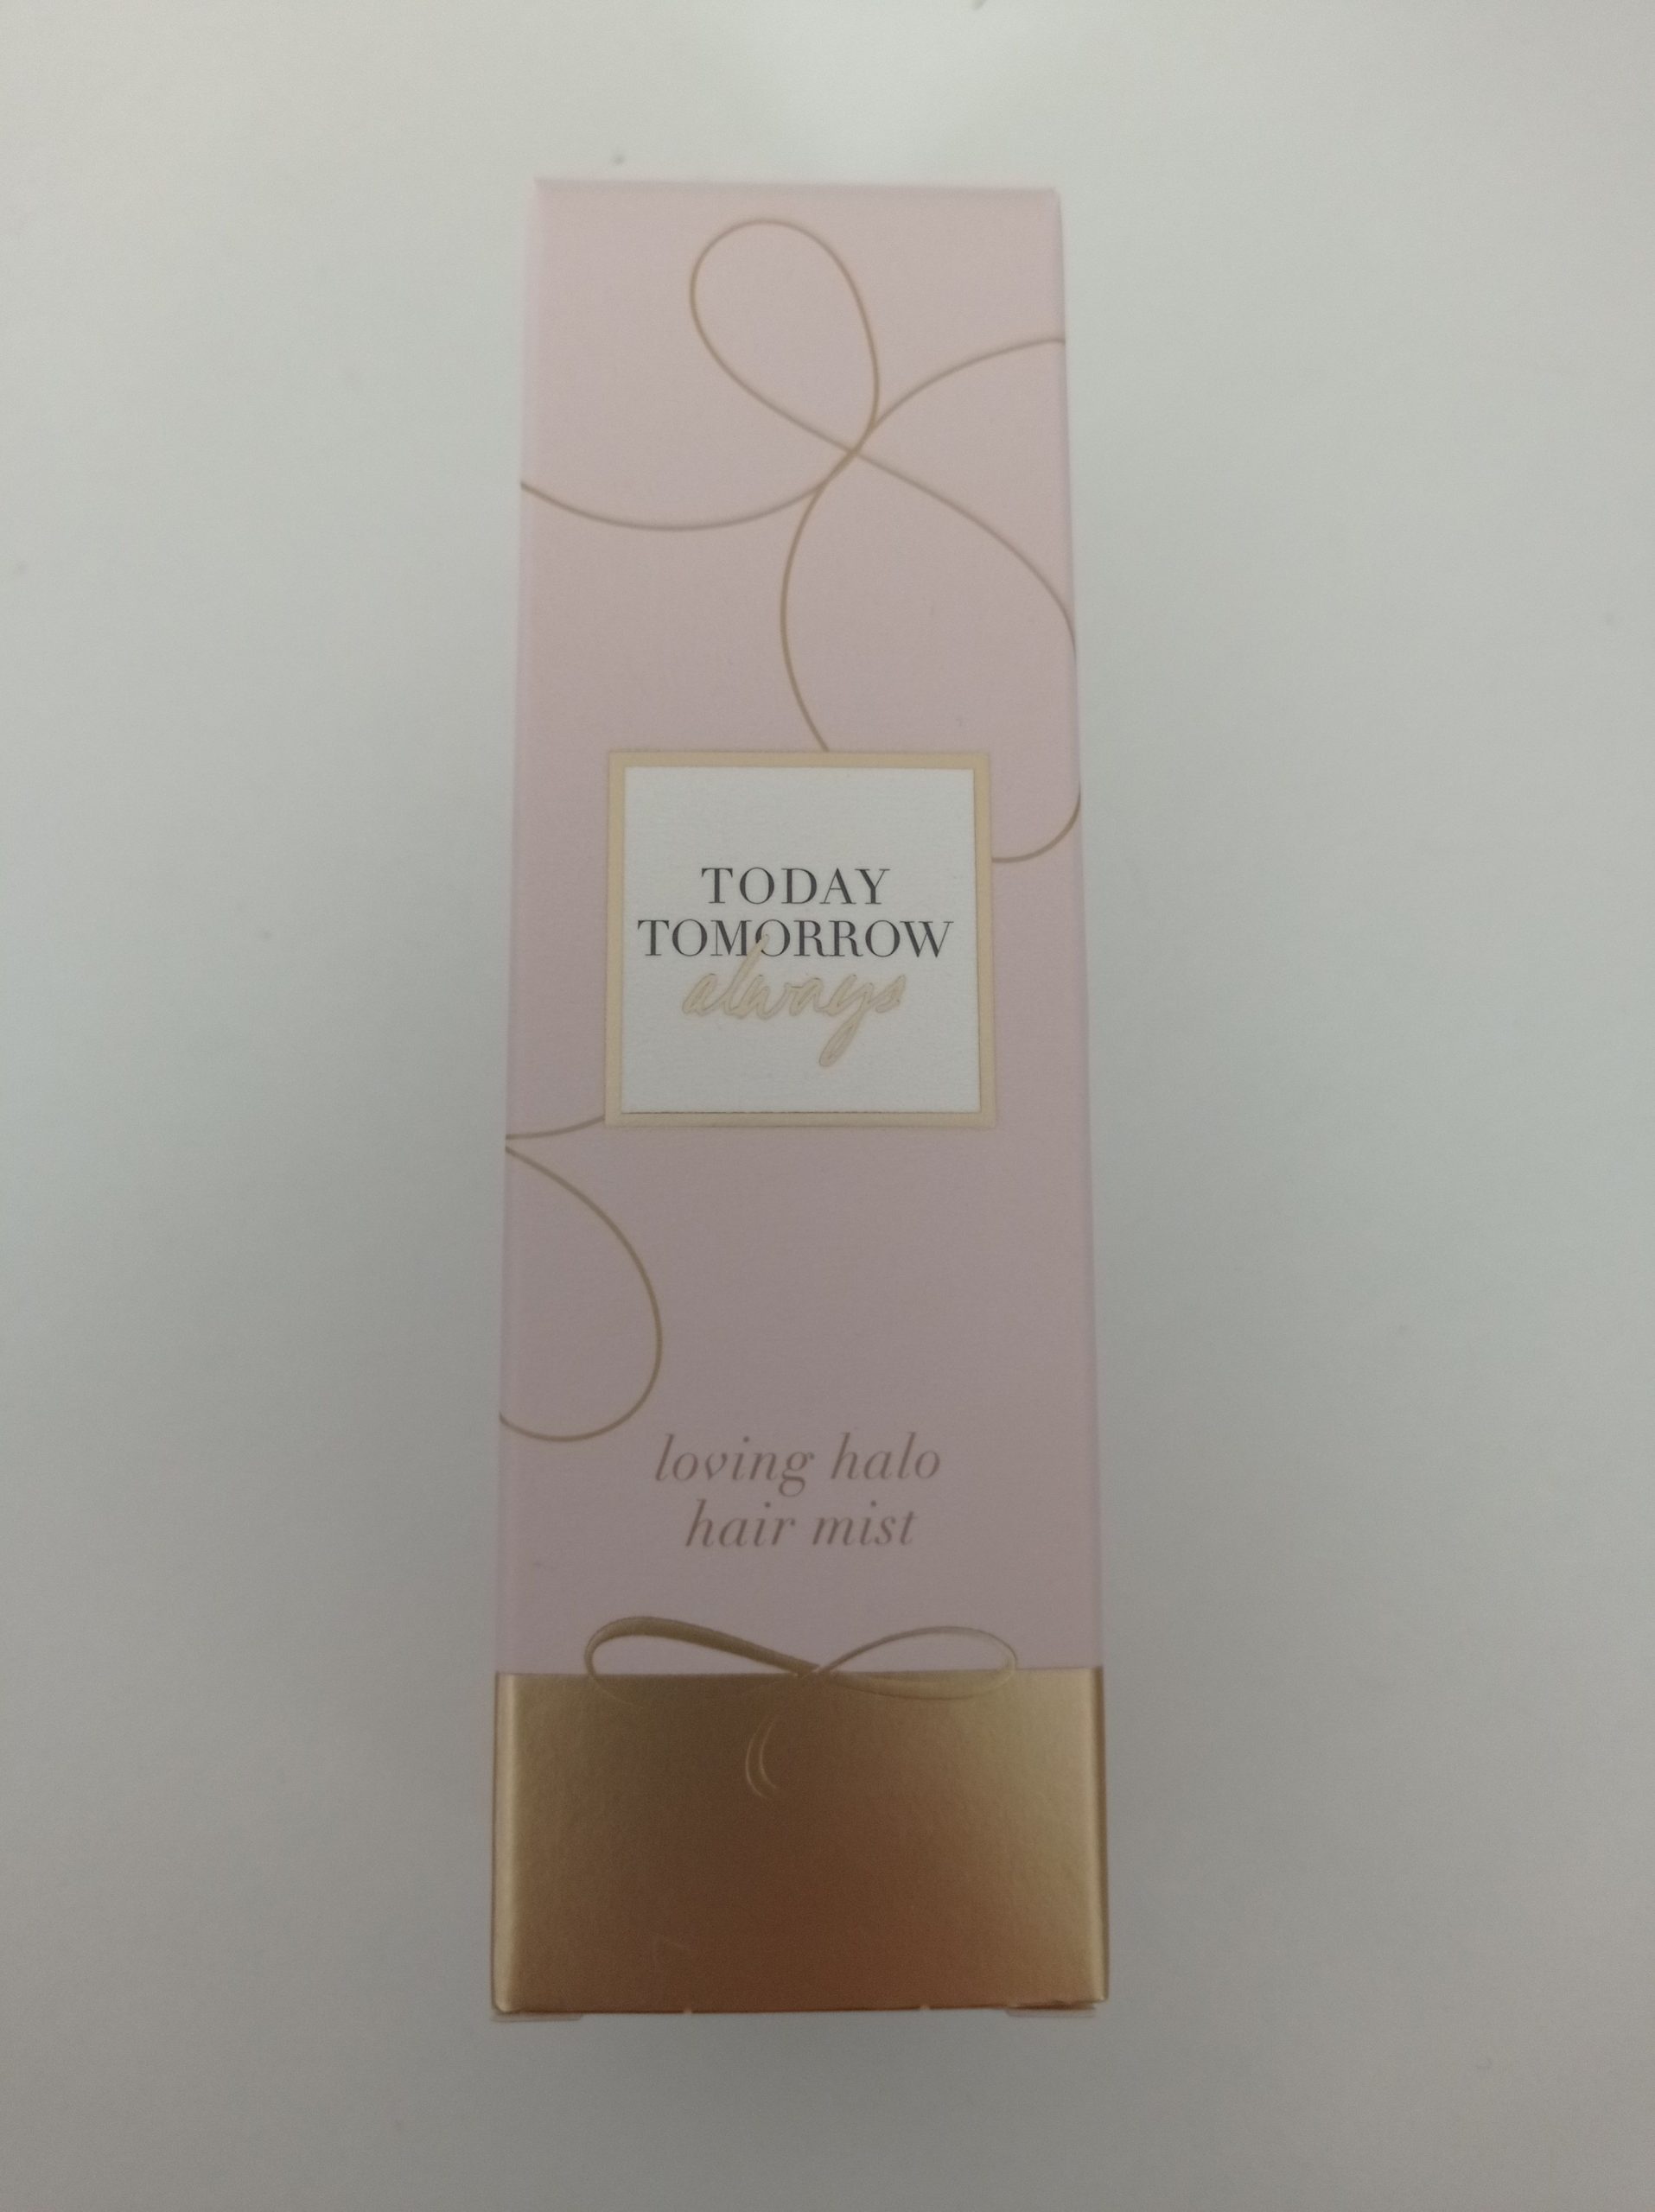 TODAY
TOMORROW
always
loving halo
hair mist